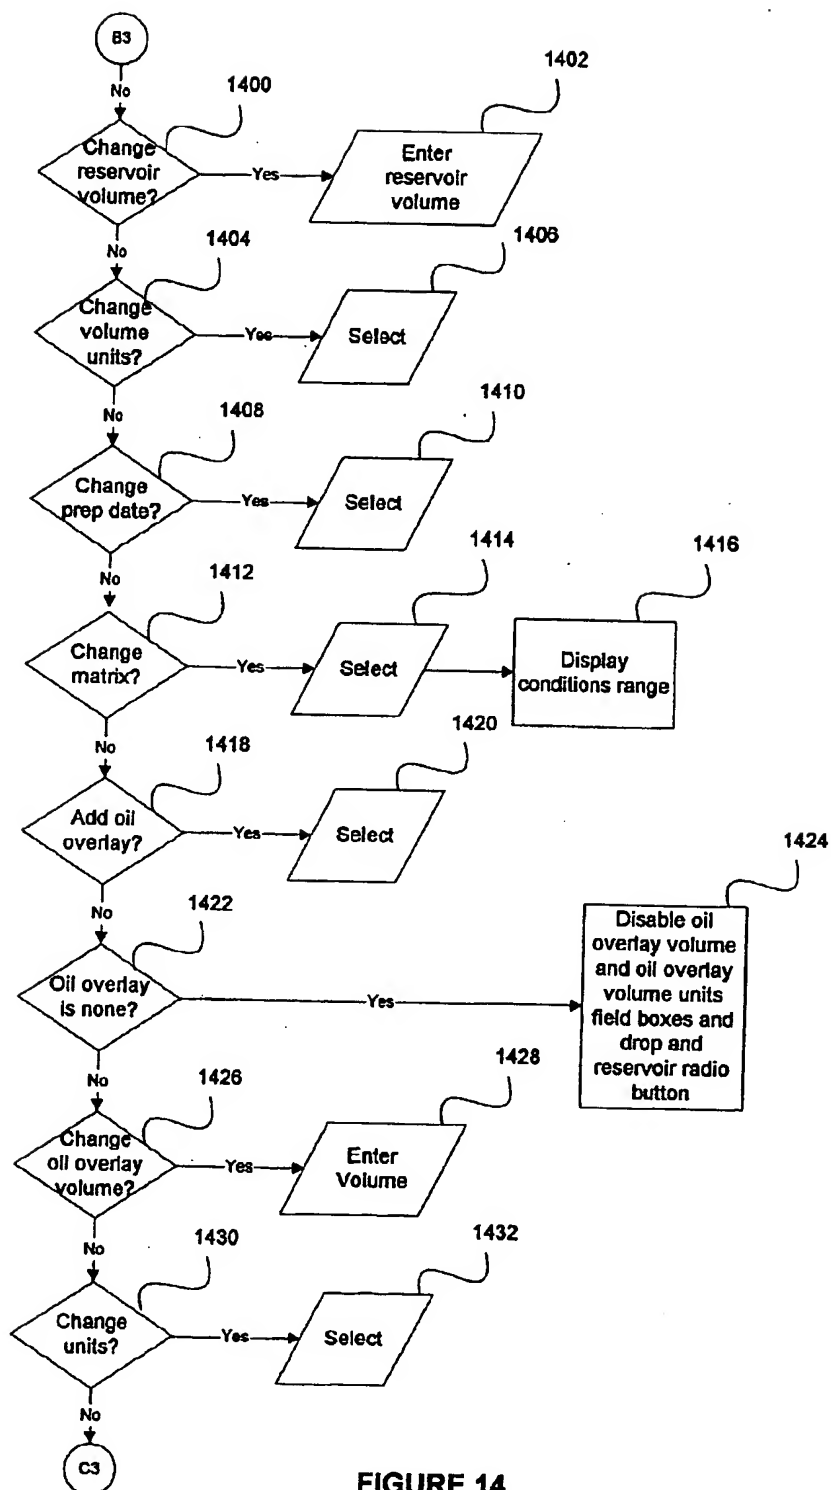 B3
No
1400
1402
Change
reservoir
volume?
Yes
Enter
reservoir
volume
No
1404
1406
Change
volume
units?
Yes
Select
No
1408
1410
Change
prep date?
Yes
Select
No
1412
1414
1416
Change
matrix?
Yes
Select
Display
conditions range
No
1418
1420
Add oil
overlay?
Yes
Select
No
1422
1424
Oil overlay
is none?
Yes
Disable oil
overlay volume
and oil overlay
volume units
field boxes and
drop and
reservoir radio
button
No
1426
1428
Change
oil overlay
volume?
Yes
Enter
Volume
No
1430
1432
Change
units?
Yes
Select
No
C3
FIGURE 14